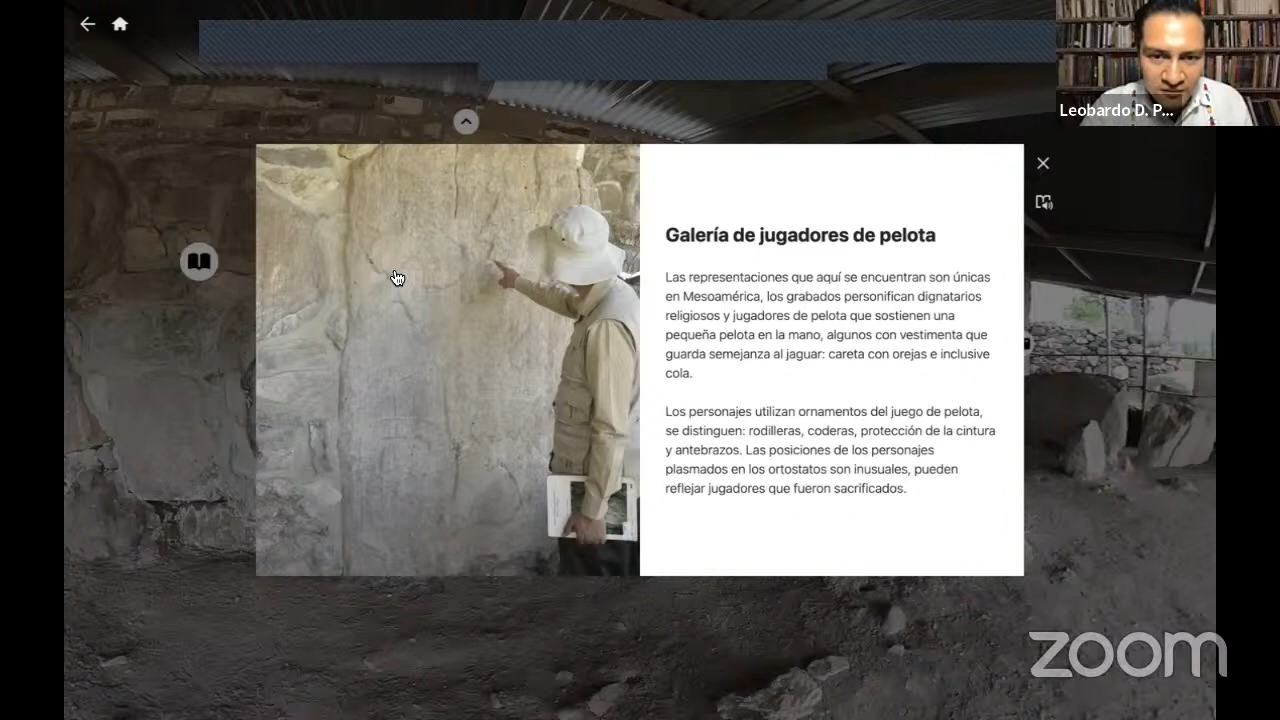 Leobardo D. P...
Galería de jugadores de pelota
Las representaciones que aquí se encuentran son únicas
en Mesoamérica, los grabados personifican dignatarios
religiosos y jugadores de pelota que sostienen una
pequeña pelota en la mano, algunos con vestimenta que
guarda semejanza al jaguar: careta con orejas e inclusive
cola.
Los personajes utilizan ornamentos del juego de pelota,
se distinguen: rodilleras, coderas, protección de la cintura
y antebrazos. Las posiciones de los personajes
plasmados en los ortostatos son inusuales, pueden
reflejar jugadores que fueron sacrificados.
zoom